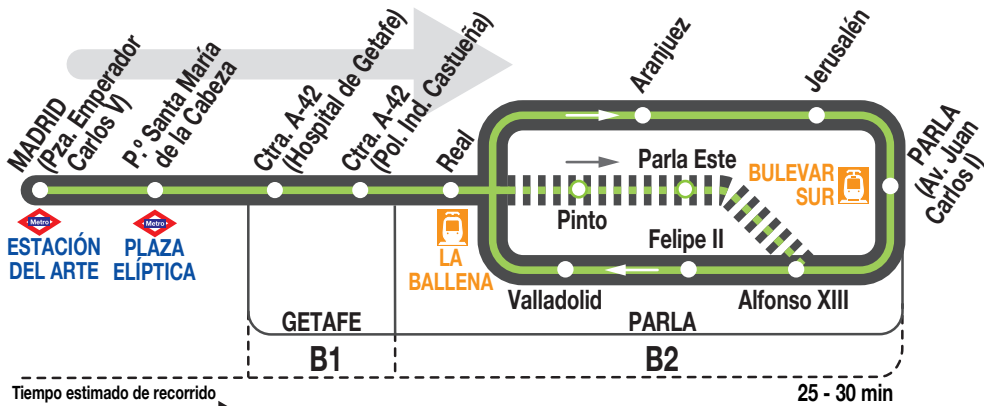 MADRID
(Pza. Emperador
Carlos V)
P.º Santa María
de la Cabeza
Ctra. A-42
(Hospital de Getafe)
Ctra. A-42
(Pol. Ind. Castueña)
Real
Aranjuez
Jerusalén
PARLA
(Av. Juan
Carlos I)
Parla Este
BULEVAR
SUR
Pinto
Metro
ESTACIÓN
DEL ARTE
Metro
PLAZA
ELÍPTICA
LA
BALLENA
Felipe II
Valladolid
Alfonso XIII
GETAFE
PARLA
B1
B2
Tiempo estimado de recorrido
25 - 30 min